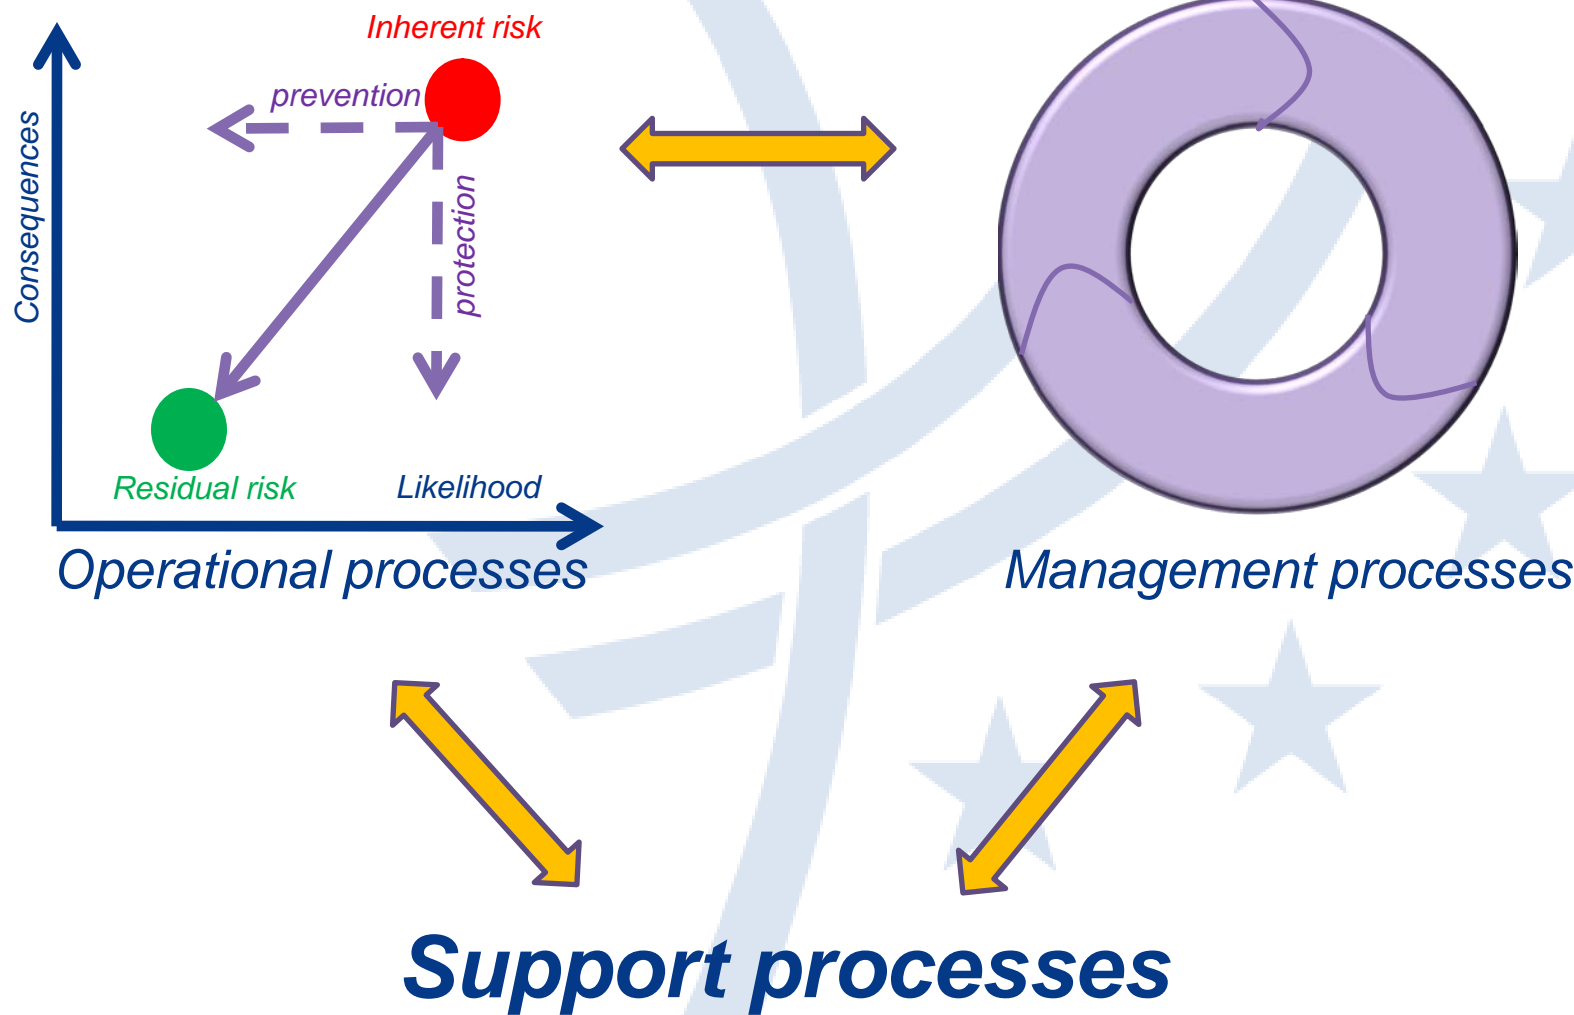 Inherent risk
prevention
Consequences
protection
Residual risk
Likelihood
Operational processes
Management processes
Support processes